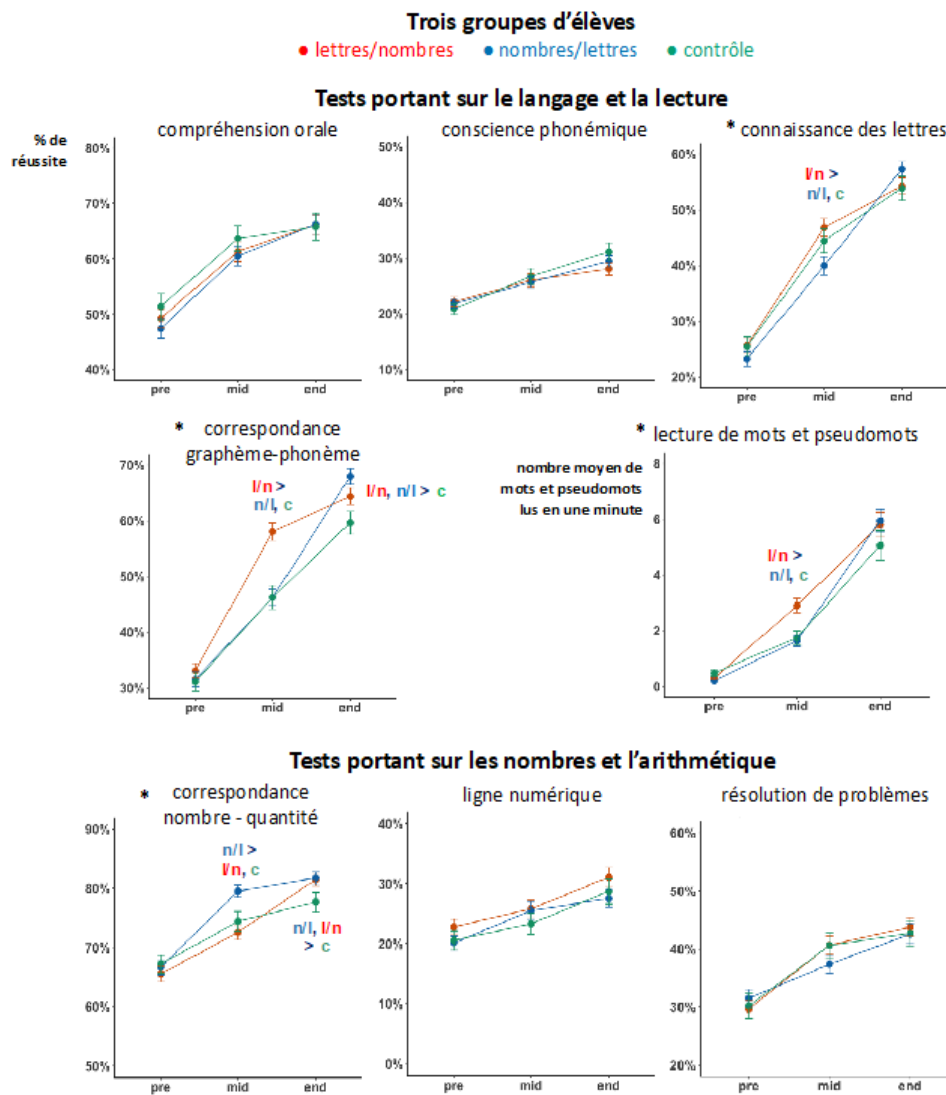 Trois groupes d'élèves
• lettres/nombres • nombres/lettres • contrôle
Tests portant sur le langage et la lecture
% de
réussite
compréhension orale
80%
70%
60%
50%
40%
pre mid end
conscience phonémique
50%
40%
30%
20%
10%
pre mid end
* connaissance des lettres
60%
50%
40%
30%
20%
l/n >
n/l, c
pre mid end
* correspondance
graphème-phonème
70%
60%
50%
40%
30%
l/n >
n/l, c
l/n, n/l > c
pre mid end
* lecture de mots et pseudomots
nombre moyen de
mots et pseudomots
lus en une minute
8
6
4
2
0
l/n >
n/l, c
pre mid end
Tests portant sur les nombres et l'arithmétique
* correspondance
nombre - quantité
90%
80%
70%
60%
50%
n/l >
l/n, c
n/l, l/n
> c
pre mid end
ligne numérique
40%
30%
20%
10%
0%
pre mid end
résolution de problèmes
60%
50%
40%
30%
20%
pre mid end